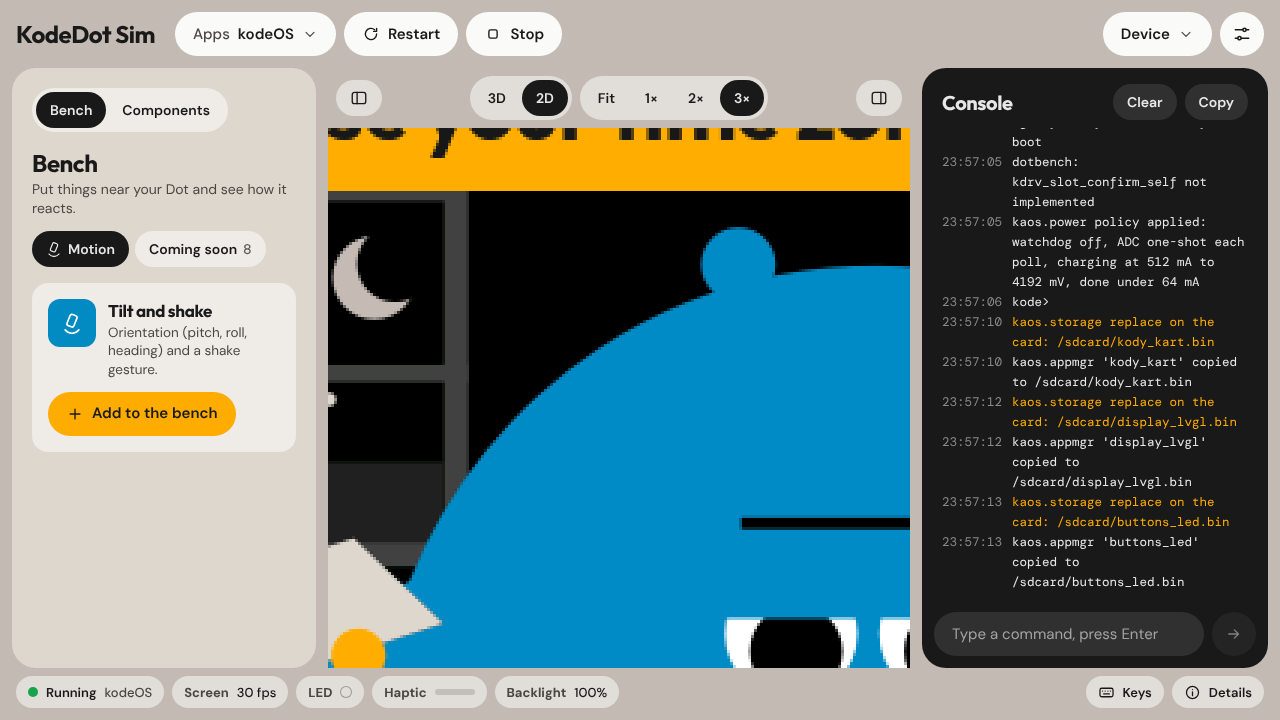 KodeDot Sim
Apps kodeOS
Restart
Stop
Device
Bench
Components
Bench
Put things near your Dot and see how it
reacts.
Motion
Coming soon 8
Tilt and shake
Orientation (pitch, roll,
heading) and a shake
gesture.
Add to the bench
3D
2D
Fit
1×
2×
3×
your
Console
Clear
Copy
boot
23:57:05 dotbench:
kdrv_slot_confirm_self not
implemented
23:57:05 kaos.power policy applied:
watchdog off, ADC one-shot each
poll, charging at 512 mA to
4192 mV, done under 64 mA
23:57:06 kode>
23:57:10 kaos.storage replace on the
card: /sdcard/kody_kart.bin
23:57:10 kaos.appmgr 'kody_kart' copied
to /sdcard/kody_kart.bin
23:57:12 kaos.storage replace on the
card: /sdcard/display_lvgl.bin
23:57:12 kaos.appmgr 'display_lvgl'
copied to
/sdcard/display_lvgl.bin
23:57:13 kaos.storage replace on the
card: /sdcard/buttons_led.bin
23:57:13 kaos.appmgr 'buttons_led'
copied to
/sdcard/buttons_led.bin
Type a command, press Enter
Running kodeOS
Screen 30 fps
LED
Haptic
Backlight 100%
Keys
Details